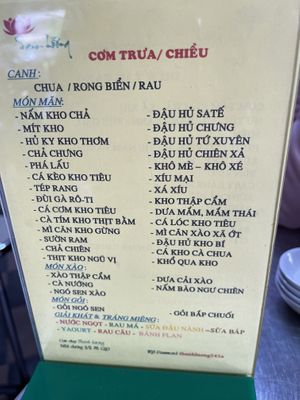 CƠM TRƯA/ CHIỀU
CANH:
CHUA / RONG BIỂN / RAU
MÓN MẶN:
- NẤM KHO CHẢ
- MÍT KHO
- HỦ KY KHO THƠM
- CHẢ CHƯNG
- PHÁ LẤU
- CÁ KÈO KHO TIÊU
- TÉP RANG
- ĐÙI GÀ RÔ-TI
- CÁ CƠM KHO TIÊU
- CÀ TÍM KHO THỊT BẰM
- MÌ CĂN KHO GỪNG
- SƯỜN RAM
- CHẢ CHIÊN
- THỊT KHO NGŨ VỊ
- ĐẬU HỦ SATẾ
- ĐẬU HỦ CHƯNG
- ĐẬU HỦ TỨ XUYÊN
- ĐẬU HỦ CHIÊN XẢ
- KHÔ MÈ – KHÔ XÉ
- XÍU MẠI
- XÁ XÍU
- KHO THẬP CẨM
- DƯA MẮM, MẮM THÁI
- CÁ LÓC KHO TIÊU
- MÌ CĂN XÀO XẢ ỚT
- ĐẬU HỦ KHO BÍ
- CÁ KHO CÀ CHUA
- KHỔ QUA KHO
MÓN XÀO:
- XÀO THẬP CẨM
- CÀ NƯỚNG
- NGÓ SEN XÀO
- DƯA CẢI XÀO
- NẤM BÀO NGƯ CHIÊN
MÓN GỎI:
- GỎI NGÓ SEN
- GỎI BẮP CHUỐI
GIẢI KHÁT & TRÁNG MIỆNG:
- NƯỚC NGỌT - RAU MÁ - SỮA ĐẬU NÀNH –SỮA BẮP
- YAOURT - RAU CÂU - BÁNH FLAN